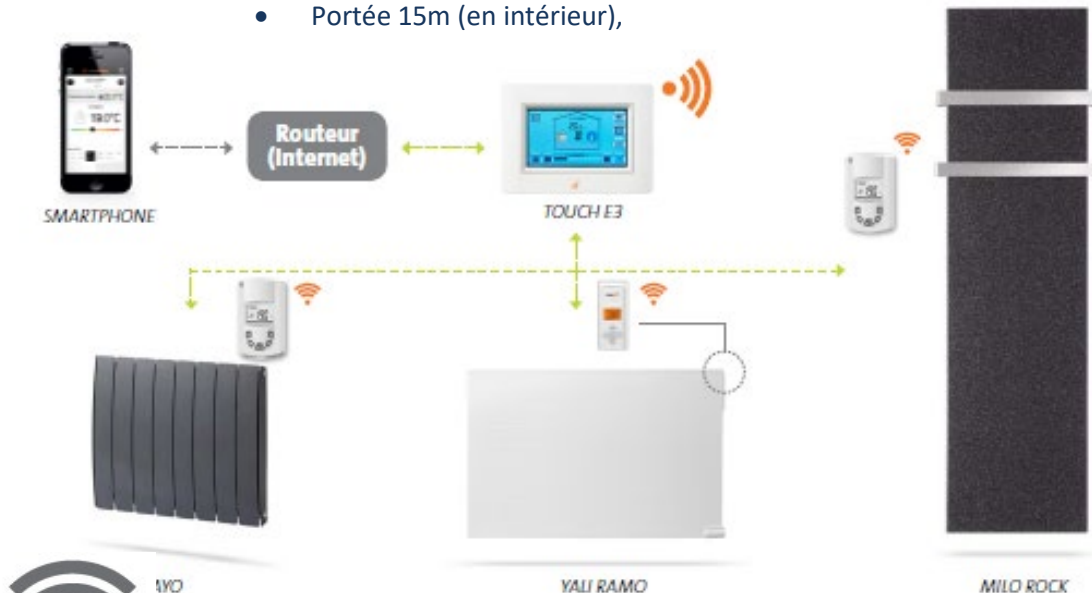 • Portée 15m (en intérieur),
Routeur
(Internet)
SMARTPHONE
TOUCH E3
YALI RAMO
MILO ROCK